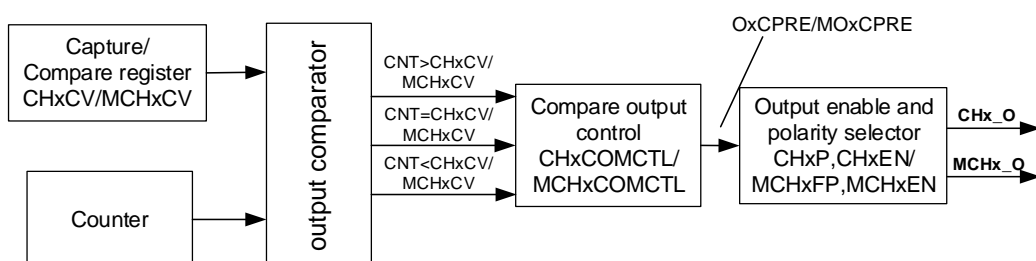 Capture/
Compare register
CHxCV/MCHxCV
Counter
output comparator
CNT>CHxCV/
MCHxCV
CNT=CHxCV/
MCHxCV
CNT<CHxCV/
MCHxCV
Compare output
control
CHxCOMCTL/
MCHxCOMCTL
OxCPRE/MOxCPRE
Output enable and
polarity selector
CHxP,CHxEN/
MCHxFP,MCHxEN
CHx_O
MCHx_O